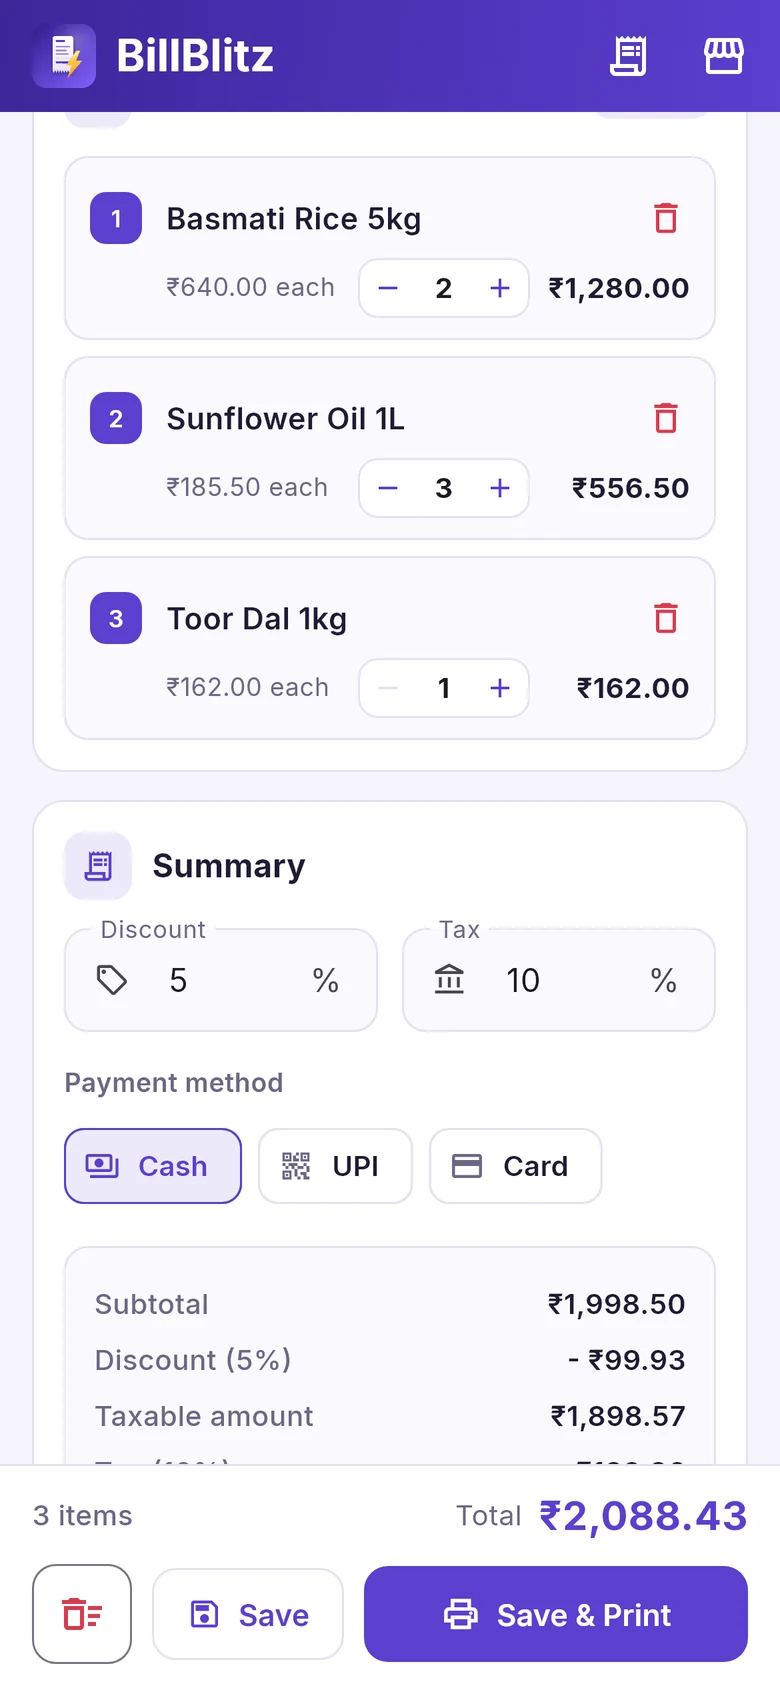 BillBlitz
1 Basmati Rice 5kg
₹640.00 each − 2 + ₹1,280.00
2 Sunflower Oil 1L
₹185.50 each − 3 + ₹556.50
3 Toor Dal 1kg
₹162.00 each − 1 + ₹162.00
Summary
Discount Tax
5 % 10 %
Payment method
Cash UPI Card
Subtotal ₹1,998.50
Discount (5%) - ₹99.93
Taxable amount ₹1,898.57
3 items Total ₹2,088.43
Save Save & Print